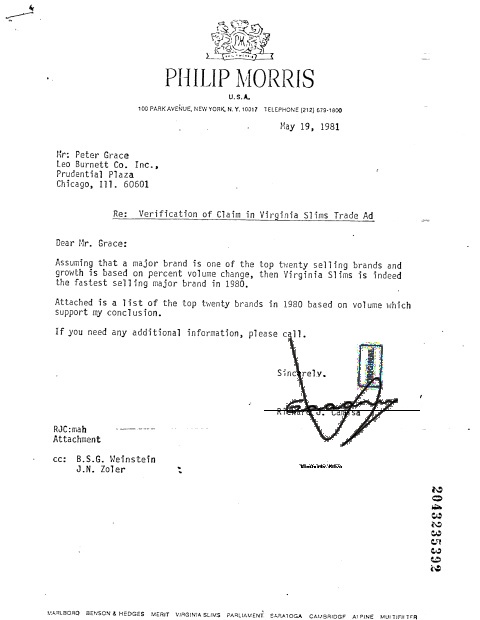 PHILIP MORRIS
U.S.A.
100 PARK AVENUE, NEW YORK, N.Y. 10017 TELEPHONE (212) 679-1800
May 19, 1981
Mr: Peter Grace
Leo Burnett Co. Inc.,
Prudential Plaza
Chicago, Ill. 60601
Re: Verification of Claim in Virginia Slims Trade Ad
Dear Mr. Grace:
Assuming that a major brand is one of the top twenty selling brands and
growth is based on percent volume change, then Virginia Slims is indeed
the fastest selling major brand in 1980.
Attached is a list of the top twenty brands in 1980 based on volume which
support my conclusion.
If you need any additional information, please call.
Sincerely.
Richard J. Camisa
RJC:mah
Attachment
cc: B.S.G. Weinstein
J.N. Zoler
2043235392
MARLBORO BENSON & HEDGES MERIT VIRGINIA SLIMS PARLIAMENT SARATOGA CAMBRIDGE ALPINE MULTIFILTER